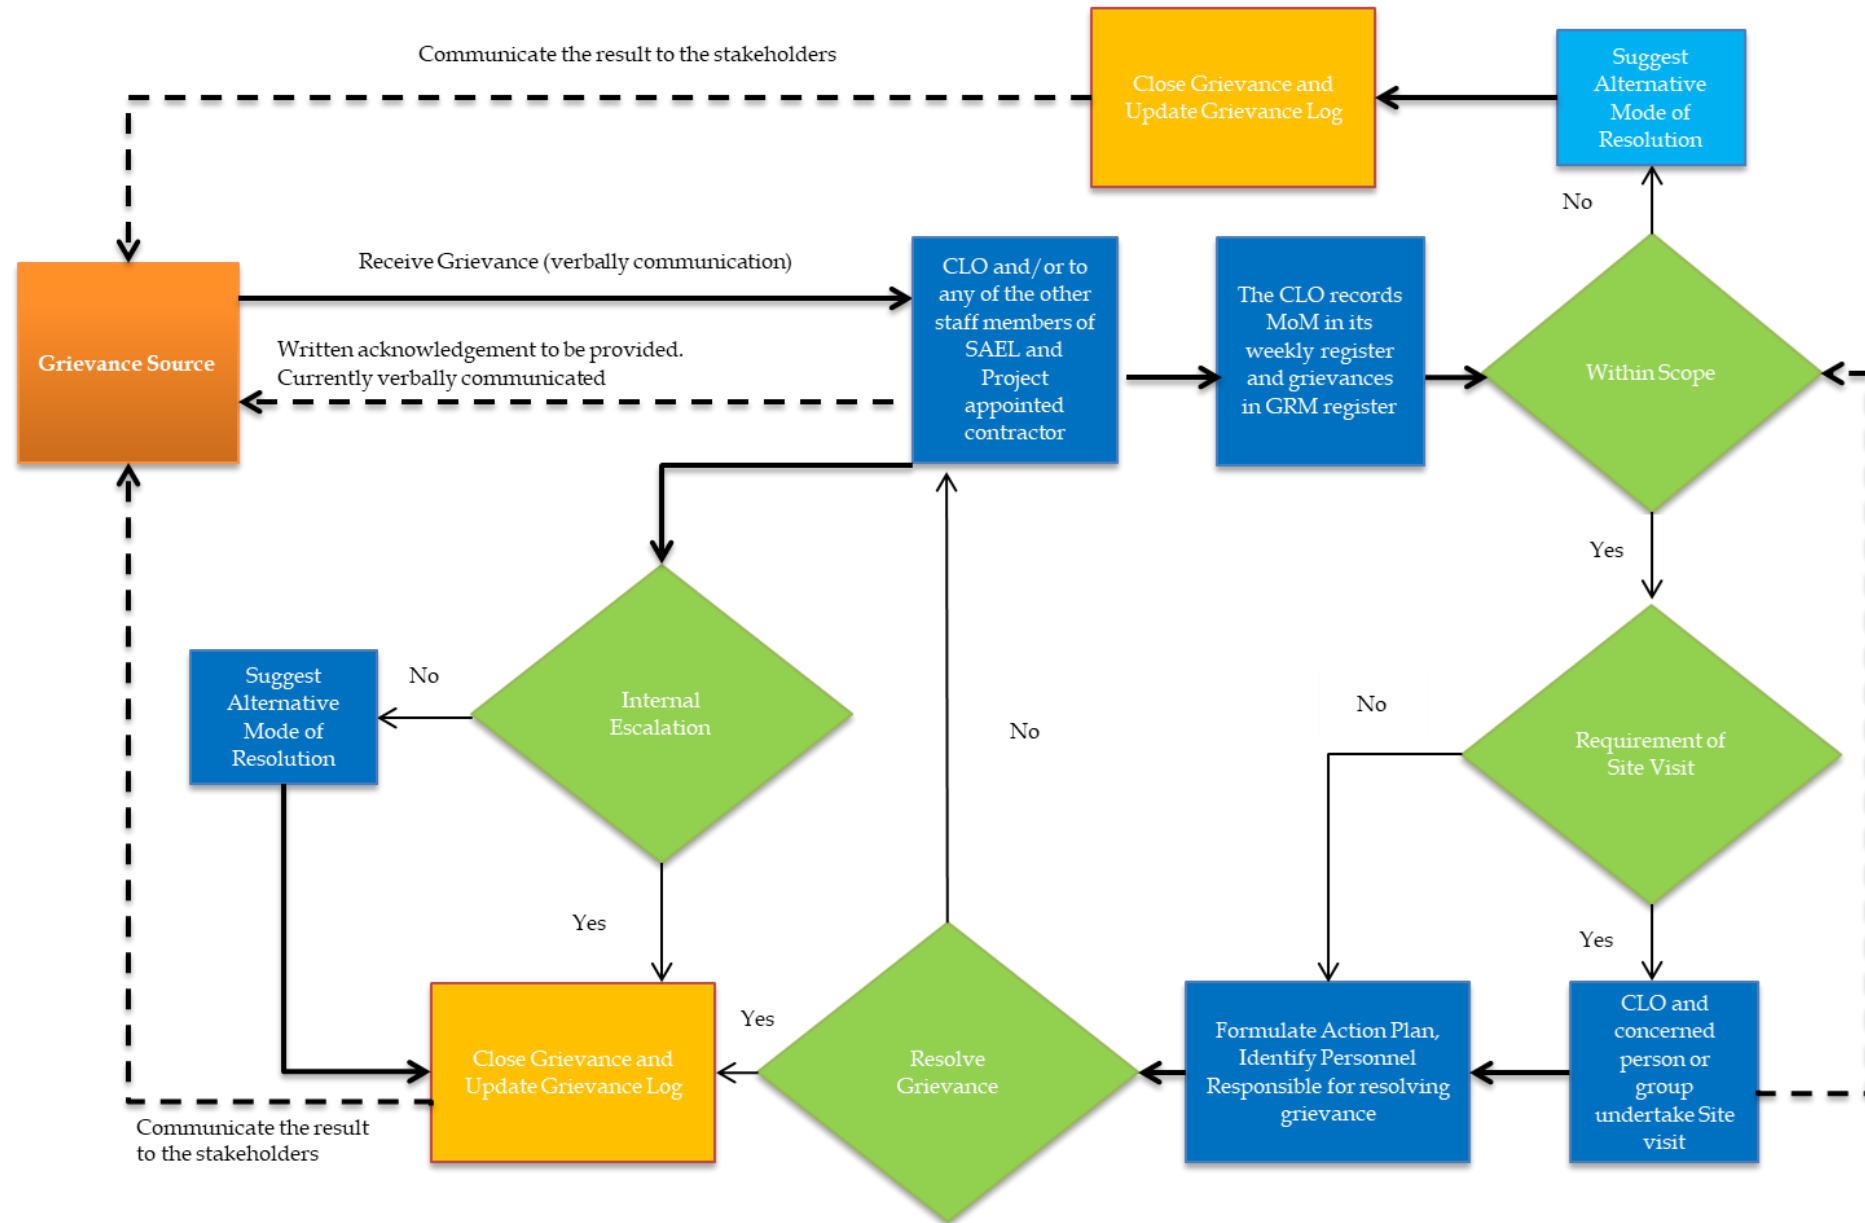 Communicate the result to the stakeholders
Close Grievance and
Update Grievance Log
Suggest
Alternative
Mode of
Resolution
No
Receive Grievance (verbally communication)
Grievance Source
Written acknowledgement to be provided.
Currently verbally communicated
CLO and/or to
any of the other
staff members of
SAEL and
Project
appointed
contractor
The CLO records
MoM in its
weekly register
and grievances
in GRM register
Within Scope
Yes
Suggest
Alternative
Mode of
Resolution
No
Internal
Escalation
No
No
Requirement of
Site Visit
Yes
Yes
Close Grievance and
Update Grievance Log
Yes
Resolve
Grievance
Formulate Action Plan,
Identify Personnel
Responsible for resolving
grievance
CLO and
concerned
person or
group
undertake Site
visit
Communicate the result
to the stakeholders